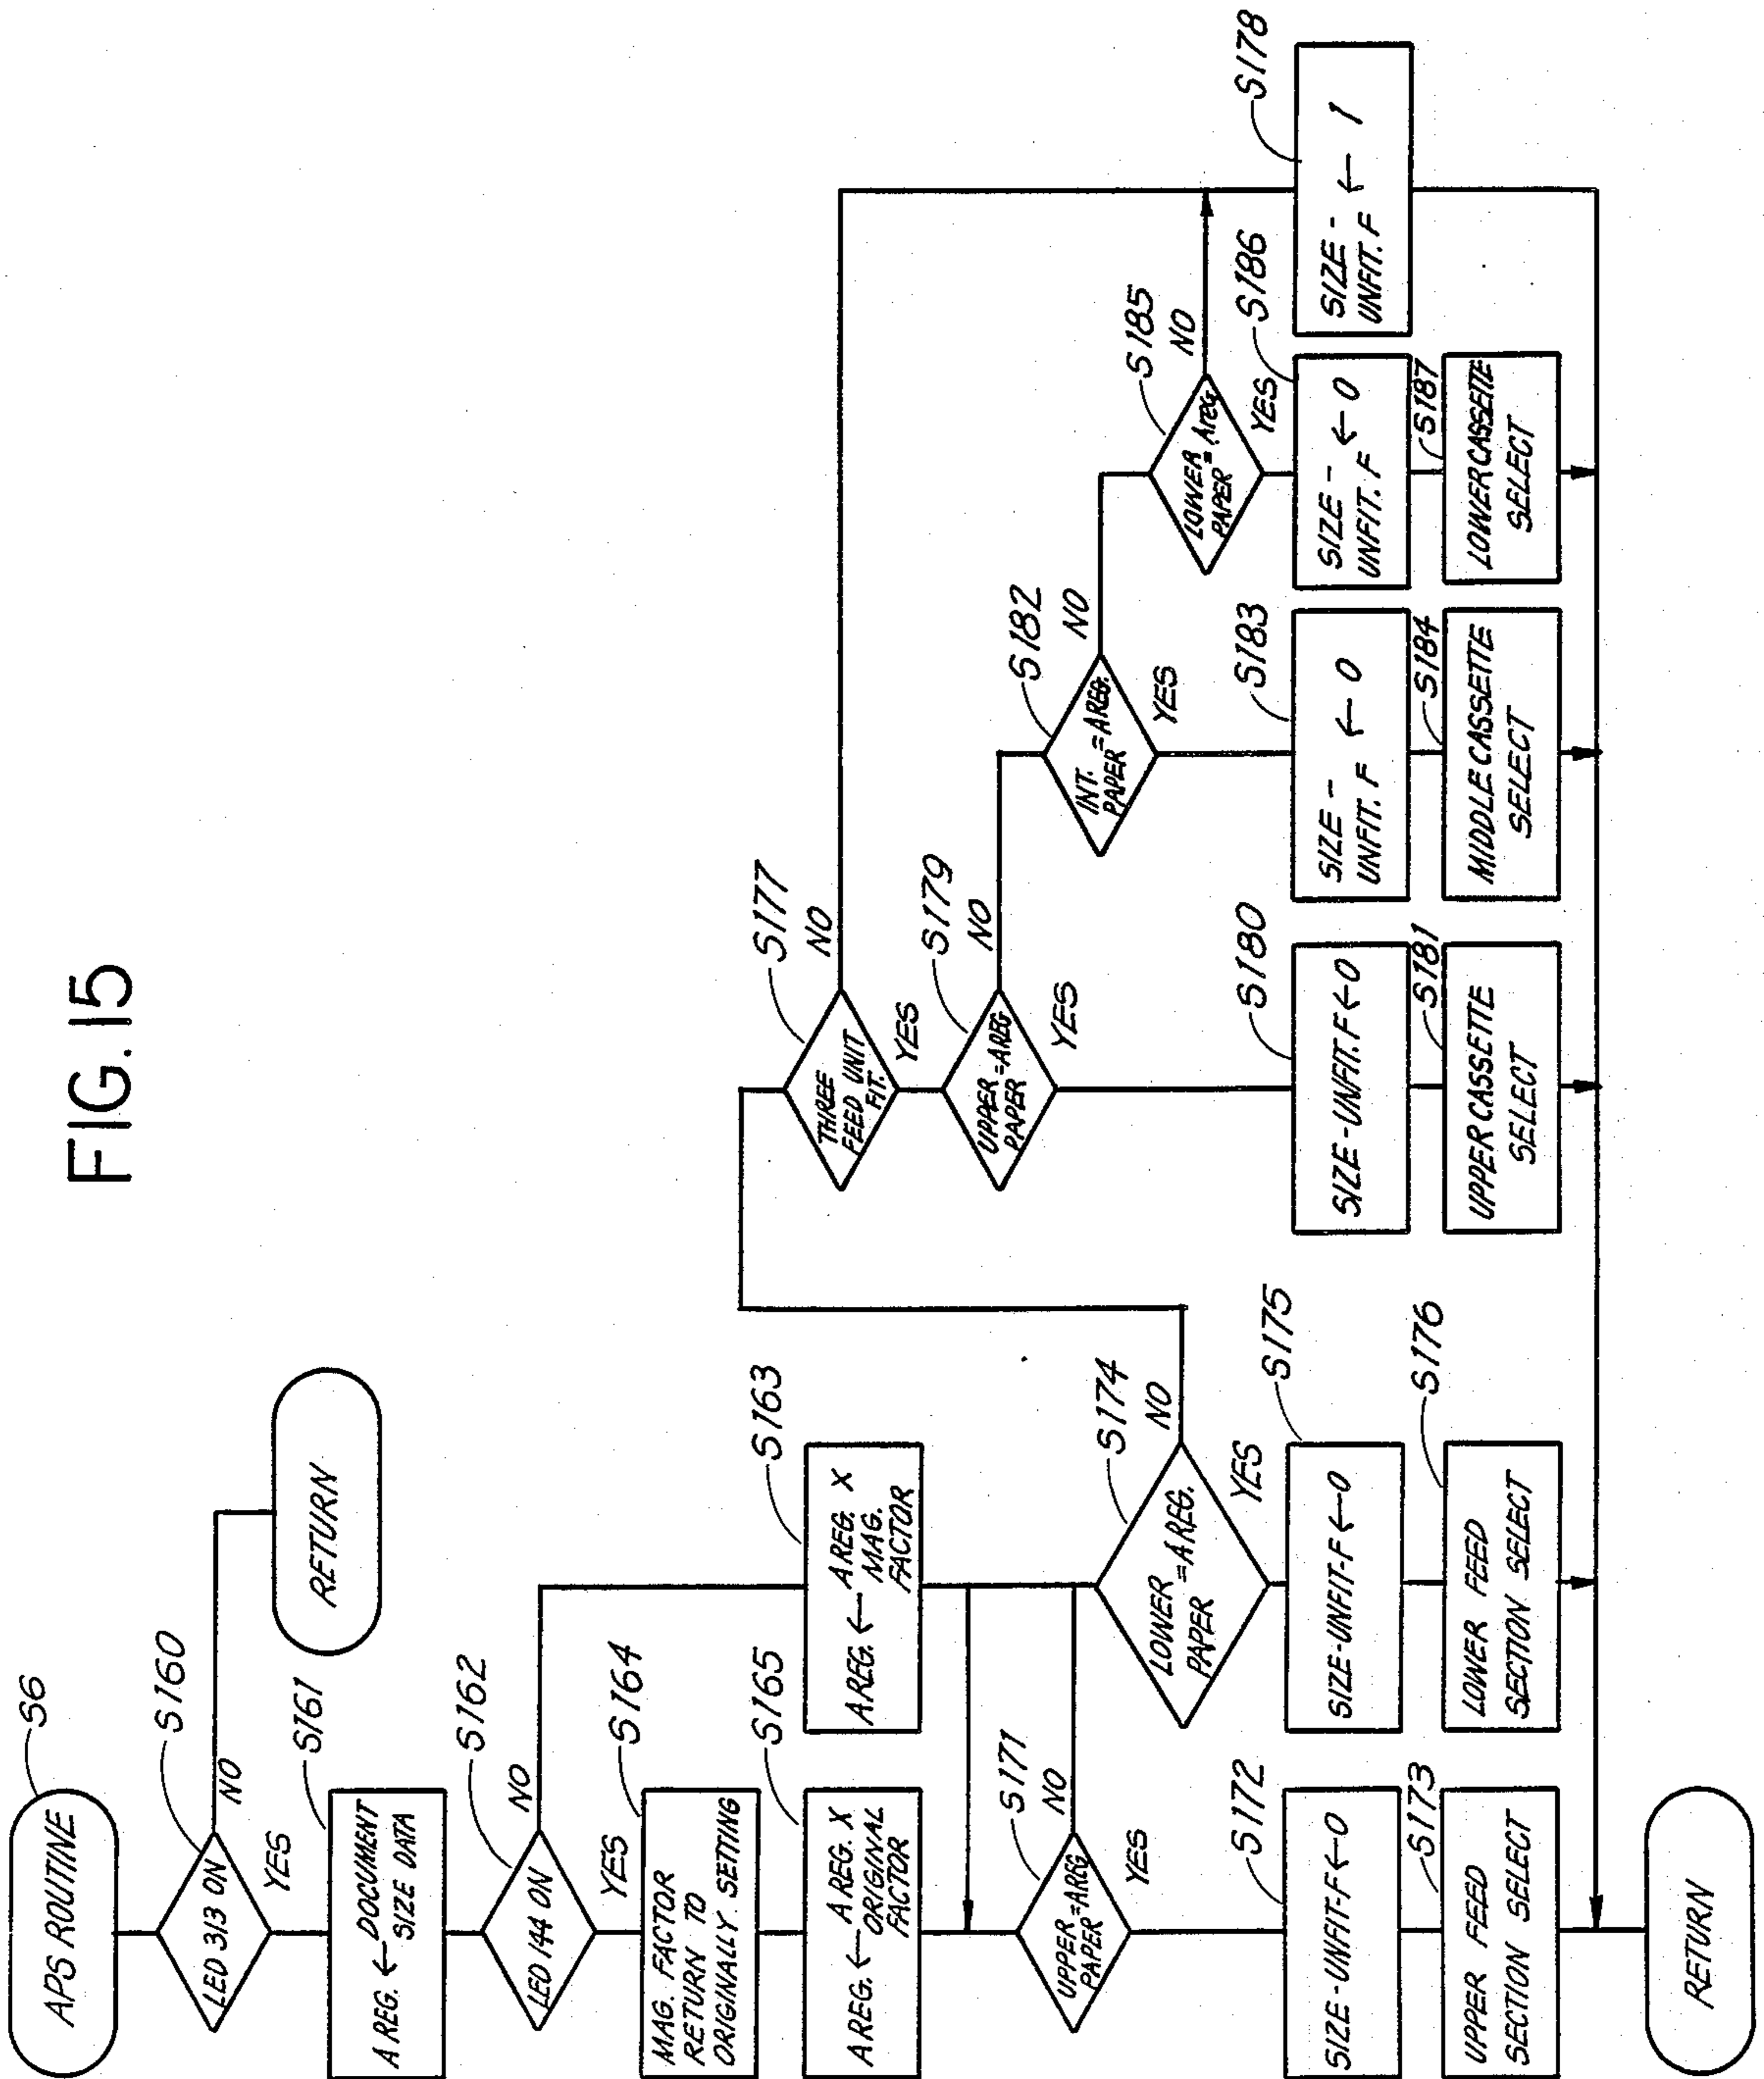 FIG. 15
APS ROUTINE
S6
LED 313 ON
S160
NO
YES
RETURN
A REG. ← DOCUMENT
SIZE DATA
S161
LED 144 ON
S162
NO
YES
A REG. ← A REG. X
MAG.
FACTOR
S163
MAG. FACTOR
RETURN TO
ORIGINALLY SETTING
S164
A REG. ← A REG. X
ORIGINAL
FACTOR
S165
UPPER = AREG
PAPER
S171
NO
YES
SIZE-UNFIT-F←0
S172
UPPER FEED
SECTION SELECT
S173
LOWER = A REG.
PAPER
S174
NO
YES
SIZE-UNFIT-F←0
S175
LOWER FEED
SECTION SELECT
S176
THREE
FEED UNIT
FIT.
S177
NO
YES
UPPER = AREG
PAPER
S179
NO
YES
SIZE-UNFIT.F←0
S180
UPPER CASSETTE
SELECT
S181
INT. = AREG.
PAPER
S182
NO
YES
SIZE - ← 0
UNFIT. F
S183
MIDDLE CASSETTE
SELECT
S184
LOWER = Areg
PAPER
S185
NO
YES
SIZE - ← 0
UNFIT. F
S186
LOWER CASSETTE
SELECT
S187
SIZE - ← 1
UNFIT. F
S178
RETURN